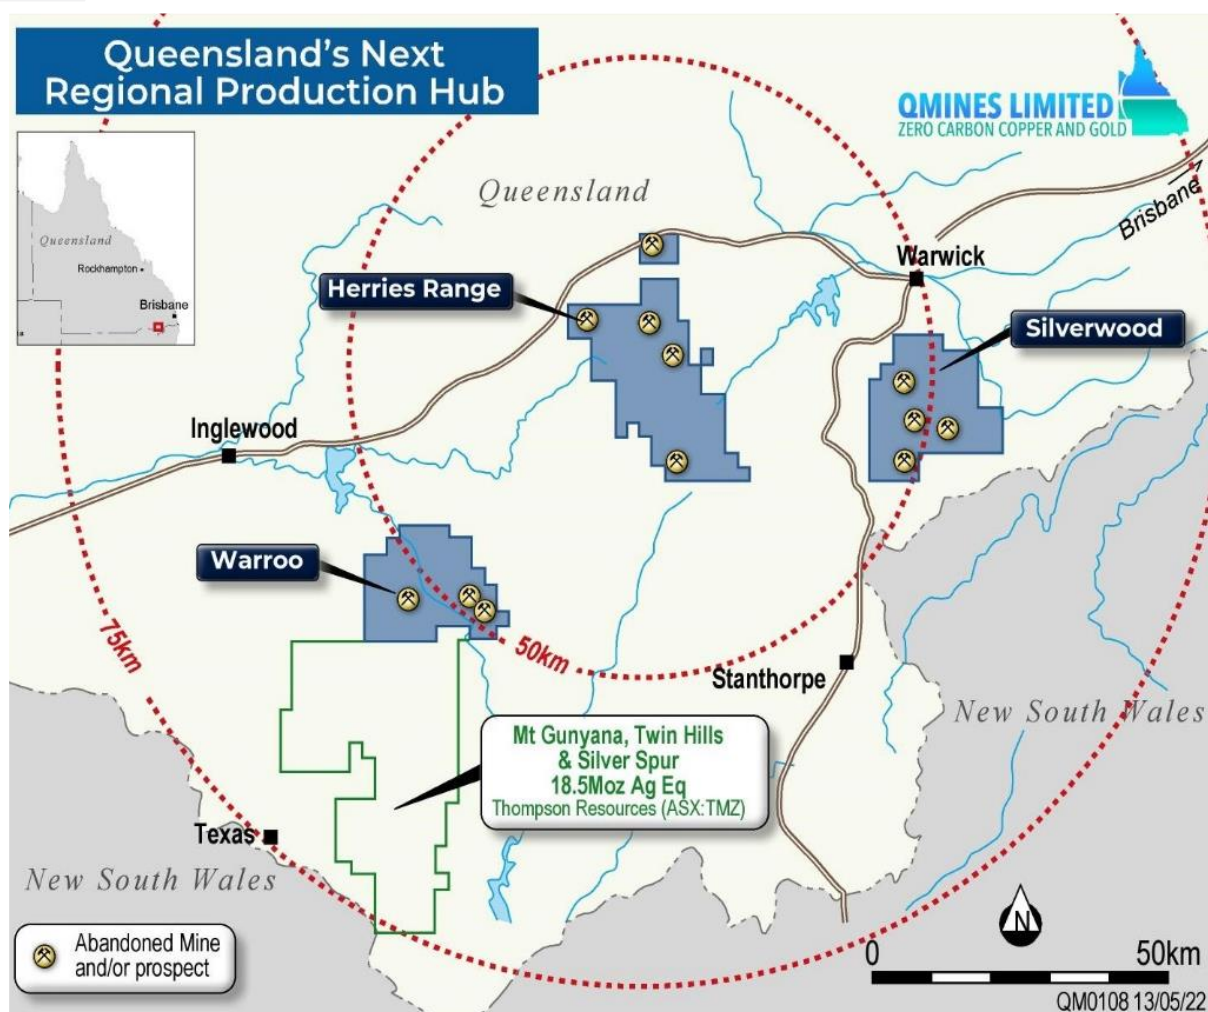 Queensland's Next
Regional Production Hub
QMINES LIMITED
ZERO CARBON COPPER AND GOLD
Queensland
Rockhampton
Brisbane
Queensland
Brisbane
Warwick
Herries Range
Silverwood
Inglewood
Warroo
75km
50km
Stanthorpe
New South Wales
Mt Gunyana, Twin Hills
& Silver Spur
18.5Moz Ag Eq
Thompson Resources (ASX:TMZ)
Texas
New South Wales
Abandoned Mine
and/or prospect
N
0 50km
QM0108 13/05/22